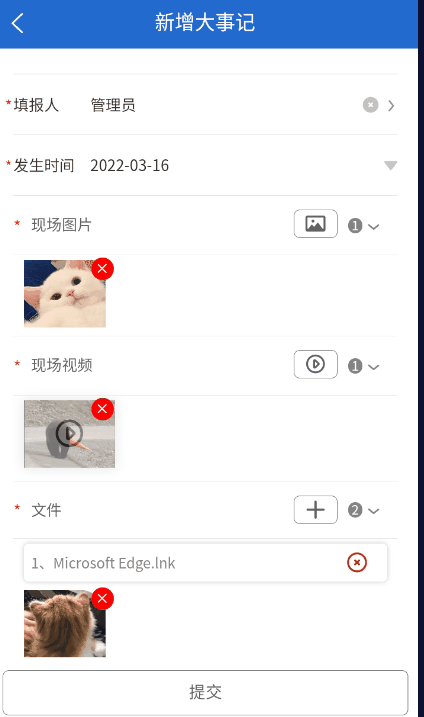 新增大事记
*填报人 管理员
*发生时间 2022-03-16
* 现场图片 1
* 现场视频 1
* 文件 2
1、Microsoft Edge.lnk
提交